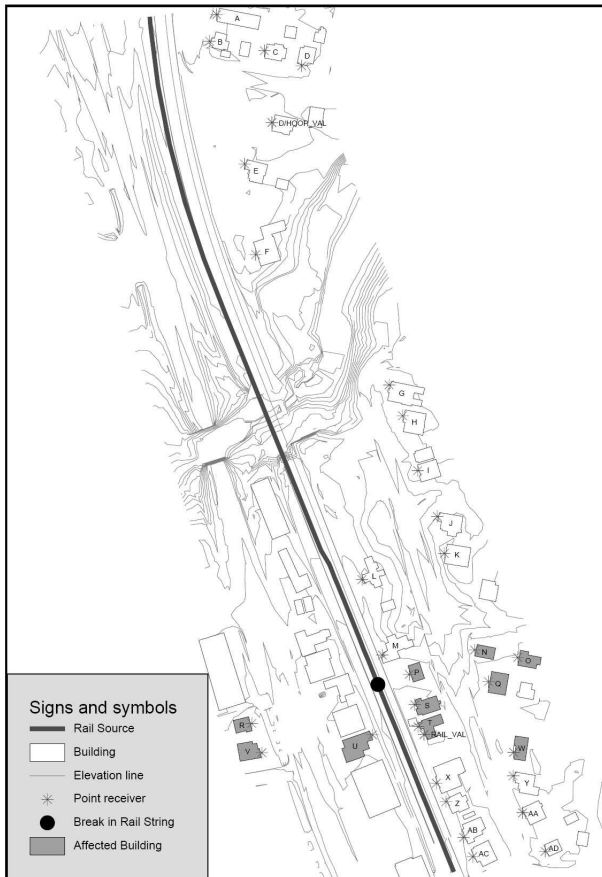 A
B
C
D
D/HOOP_VAL
E
F
G
H
I
J
K
L
M
N
O
P
Q
R
S
T
RAIL_VAL
U
V
W
X
Y
Z
AA
AB
AC
AD
Signs and symbols
Rail Source
Building
Elevation line
Point receiver
Break in Rail String
Affected Building